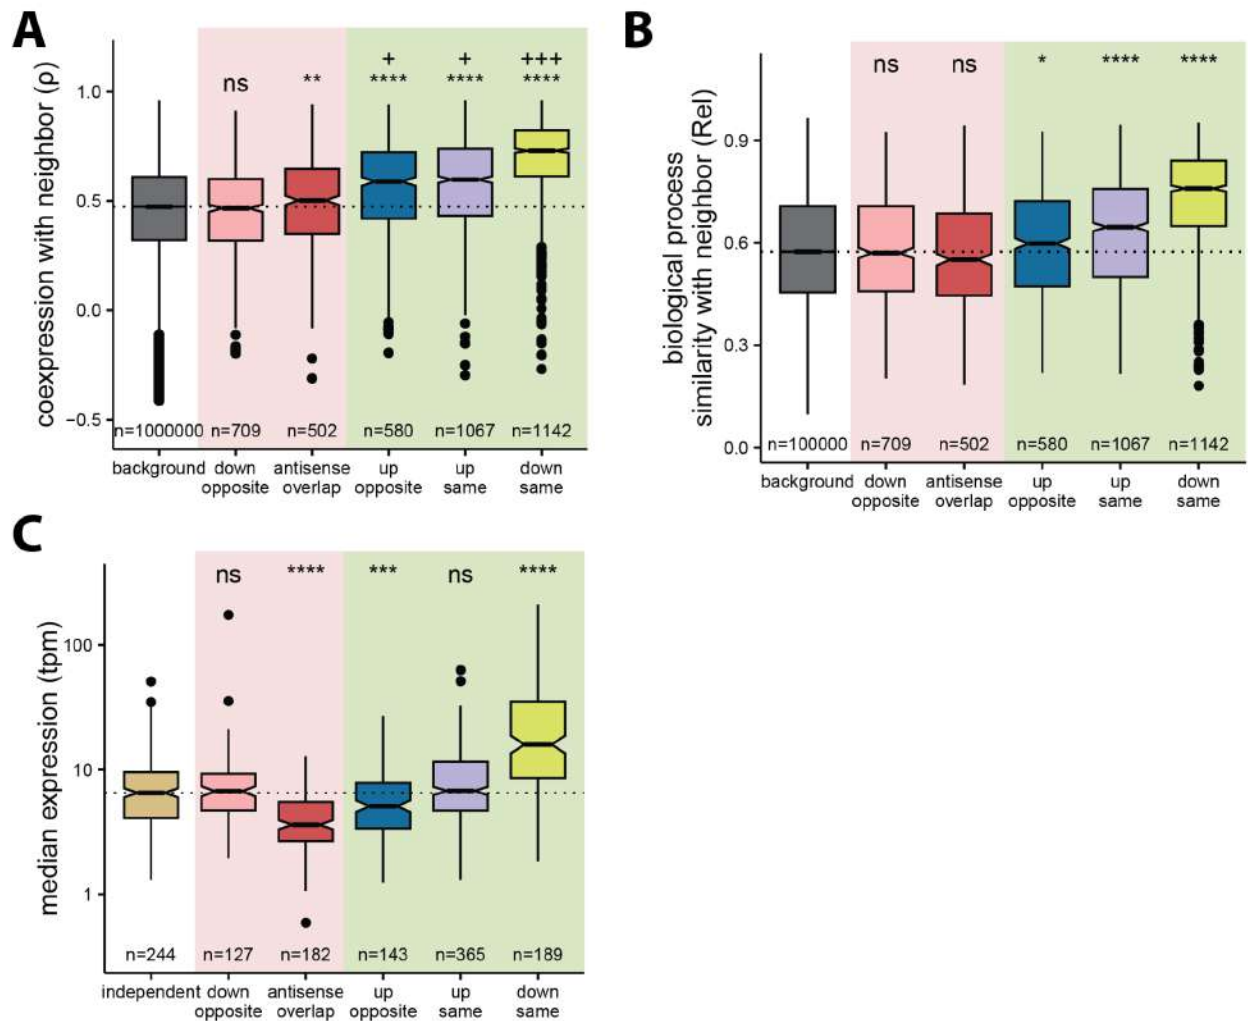 A
coexpression with neighbor (ρ)
1.0
0.5
0.0
−0.5
ns
**
+
****
+
****
+++
****
n=1000000
n=709
n=502
n=580
n=1067
n=1142
background
down
opposite
antisense
overlap
up
opposite
up
same
down
same
B
biological process
similarity with neighbor (Rel)
0.9
0.6
0.3
0.0
ns
ns
*
****
****
n=100000
n=709
n=502
n=580
n=1067
n=1142
background
down
opposite
antisense
overlap
up
opposite
up
same
down
same
C
median expression (tpm)
100
10
1
ns
****
***
ns
****
n=244
n=127
n=182
n=143
n=365
n=189
independent
down
opposite
antisense
overlap
up
opposite
up
same
down
same